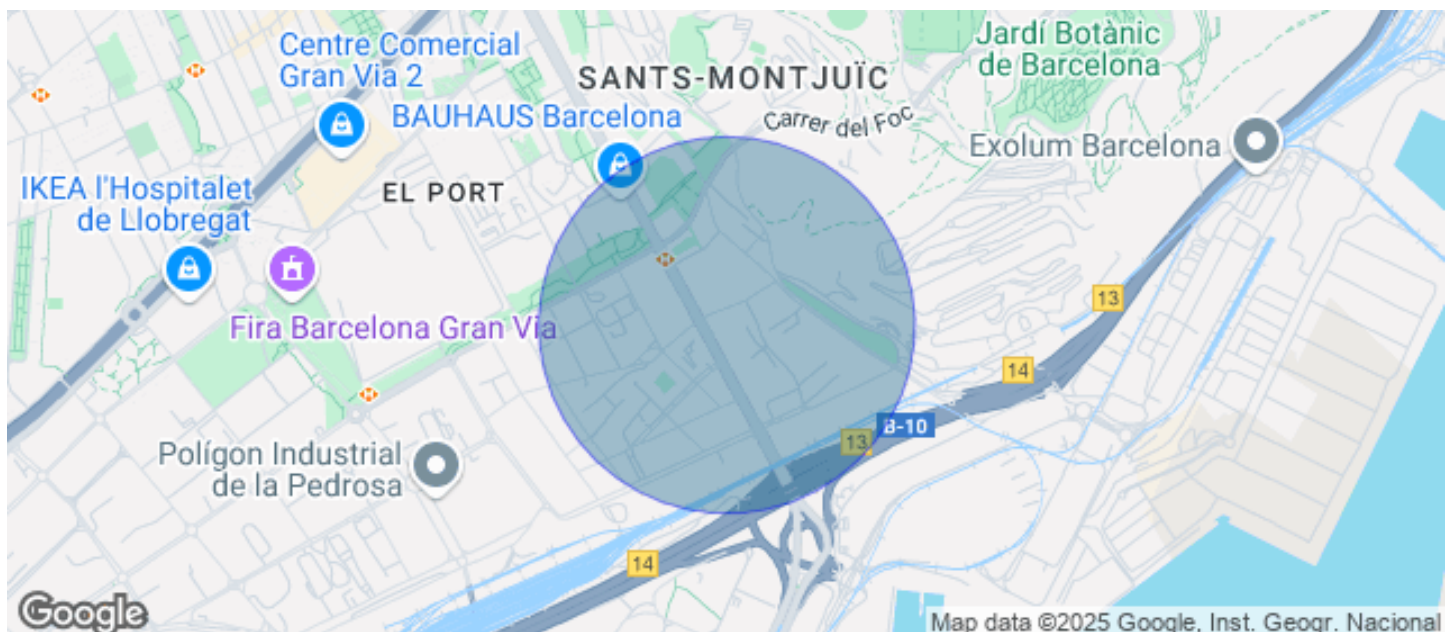 Centre Comercial
Gran Via 2
SANTS-MONTJUÏC
Jardí Botànic
de Barcelona
BAUHAUS Barcelona
Carrer del Foc
Exolum Barcelona
IKEA l'Hospitalet
de Llobregat
EL PORT
Fira Barcelona Gran Via
13
14
B-10
13
Polígon Industrial
de la Pedrosa
14
Google
Map data ©2025 Google, Inst. Geogr. Nacional